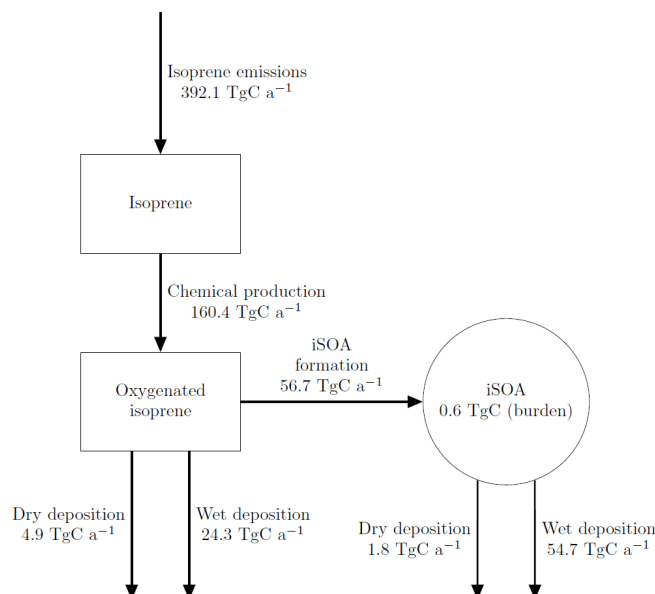 Isoprene emissions
392.1 TgC a⁻¹
Isoprene
Chemical production
160.4 TgC a⁻¹
iSOA
formation
56.7 TgC a⁻¹
Oxygenated
isoprene
iSOA
0.6 TgC (burden)
Dry deposition
4.9 TgC a⁻¹
Wet deposition
24.3 TgC a⁻¹
Dry deposition
1.8 TgC a⁻¹
Wet deposition
54.7 TgC a⁻¹